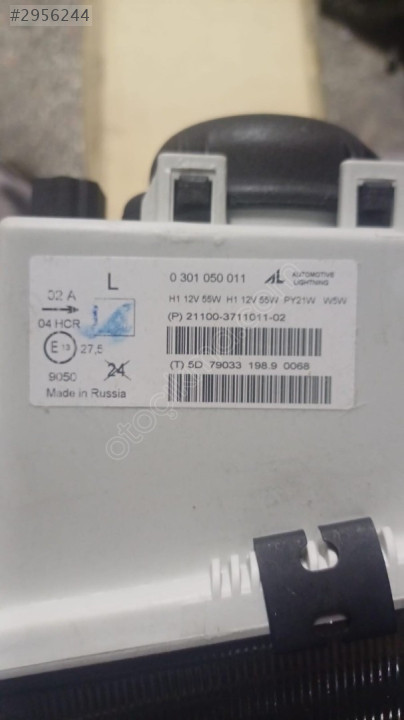 #2956244
L
0 301 050 011
AL AUTOMOTIVE LIGHTING
02 A
H1 12V 55W H1 12V 55W PY21W W5W
04 HCR
(P) 21100-3711011-02
E 13 27,5
(T) 5D 79033 198.9 0068
9050
24
Made in Russia